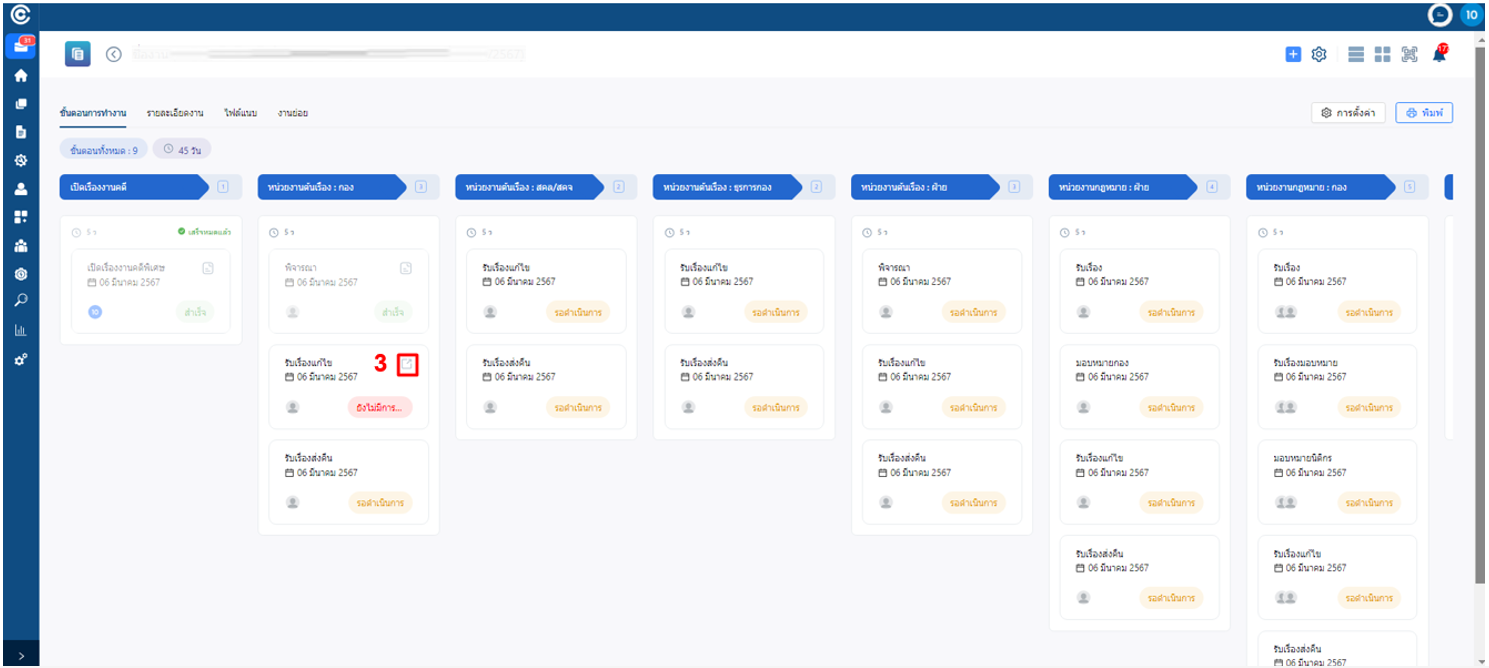 31
10
17
ขั้นตอนการทำงาน รายละเอียดงาน ไฟล์แนบ งานย่อย
การตั้งค่า พิมพ์
ขั้นตอนทั้งหมด : 9 45 วัน
เปิดเรื่องงานคดี 1
5 ว เสร็จหมดแล้ว
เปิดเรื่องงานคดีพิเศษ
06 มีนาคม 2567
10 สำเร็จ
หน่วยงานต้นเรื่อง : กอง 3
5 ว
พิจารณา
06 มีนาคม 2567
สำเร็จ
รับเรื่องแก้ไข 3
06 มีนาคม 2567
ยังไม่มีการ...
รับเรื่องส่งคืน
06 มีนาคม 2567
รอดำเนินการ
หน่วยงานต้นเรื่อง : สคล/สคจ 2
5 ว
รับเรื่องแก้ไข
06 มีนาคม 2567
รอดำเนินการ
รับเรื่องส่งคืน
06 มีนาคม 2567
รอดำเนินการ
หน่วยงานต้นเรื่อง : ธุรการกอง 2
5 ว
รับเรื่องแก้ไข
06 มีนาคม 2567
รอดำเนินการ
รับเรื่องส่งคืน
06 มีนาคม 2567
รอดำเนินการ
หน่วยงานต้นเรื่อง : ฝ่าย 3
5 ว
พิจารณา
06 มีนาคม 2567
รอดำเนินการ
รับเรื่องแก้ไข
06 มีนาคม 2567
รอดำเนินการ
รับเรื่องส่งคืน
06 มีนาคม 2567
รอดำเนินการ
หน่วยงานกฎหมาย : ฝ่าย 4
5 ว
รับเรื่อง
06 มีนาคม 2567
รอดำเนินการ
มอบหมายกอง
06 มีนาคม 2567
รอดำเนินการ
รับเรื่องแก้ไข
06 มีนาคม 2567
รอดำเนินการ
รับเรื่องส่งคืน
06 มีนาคม 2567
รอดำเนินการ
หน่วยงานกฎหมาย : กอง 5
5 ว
รับเรื่อง
06 มีนาคม 2567
รอดำเนินการ
รับเรื่องมอบหมาย
06 มีนาคม 2567
รอดำเนินการ
มอบหมายนิติกร
06 มีนาคม 2567
รอดำเนินการ
รับเรื่องแก้ไข
06 มีนาคม 2567
รอดำเนินการ
รับเรื่องส่งคืน
06 มีนาคม 2567